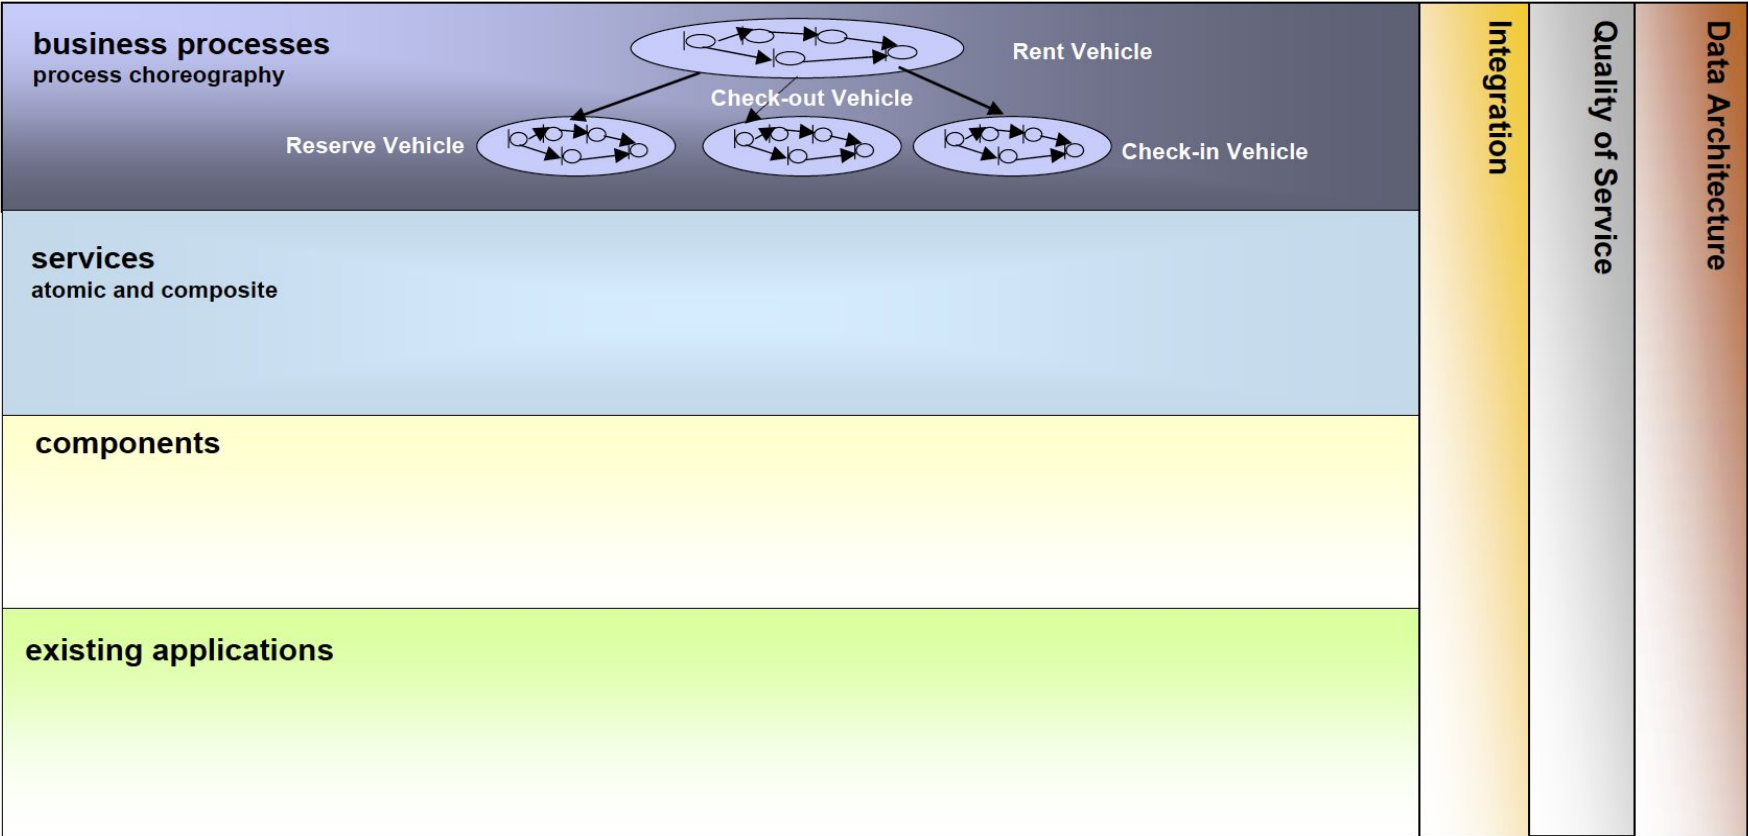 business processes
process choreography
Rent Vehicle
Check-out Vehicle
Reserve Vehicle
Check-in Vehicle
services
atomic and composite
components
existing applications
Integration
Quality of Service
Data Architecture